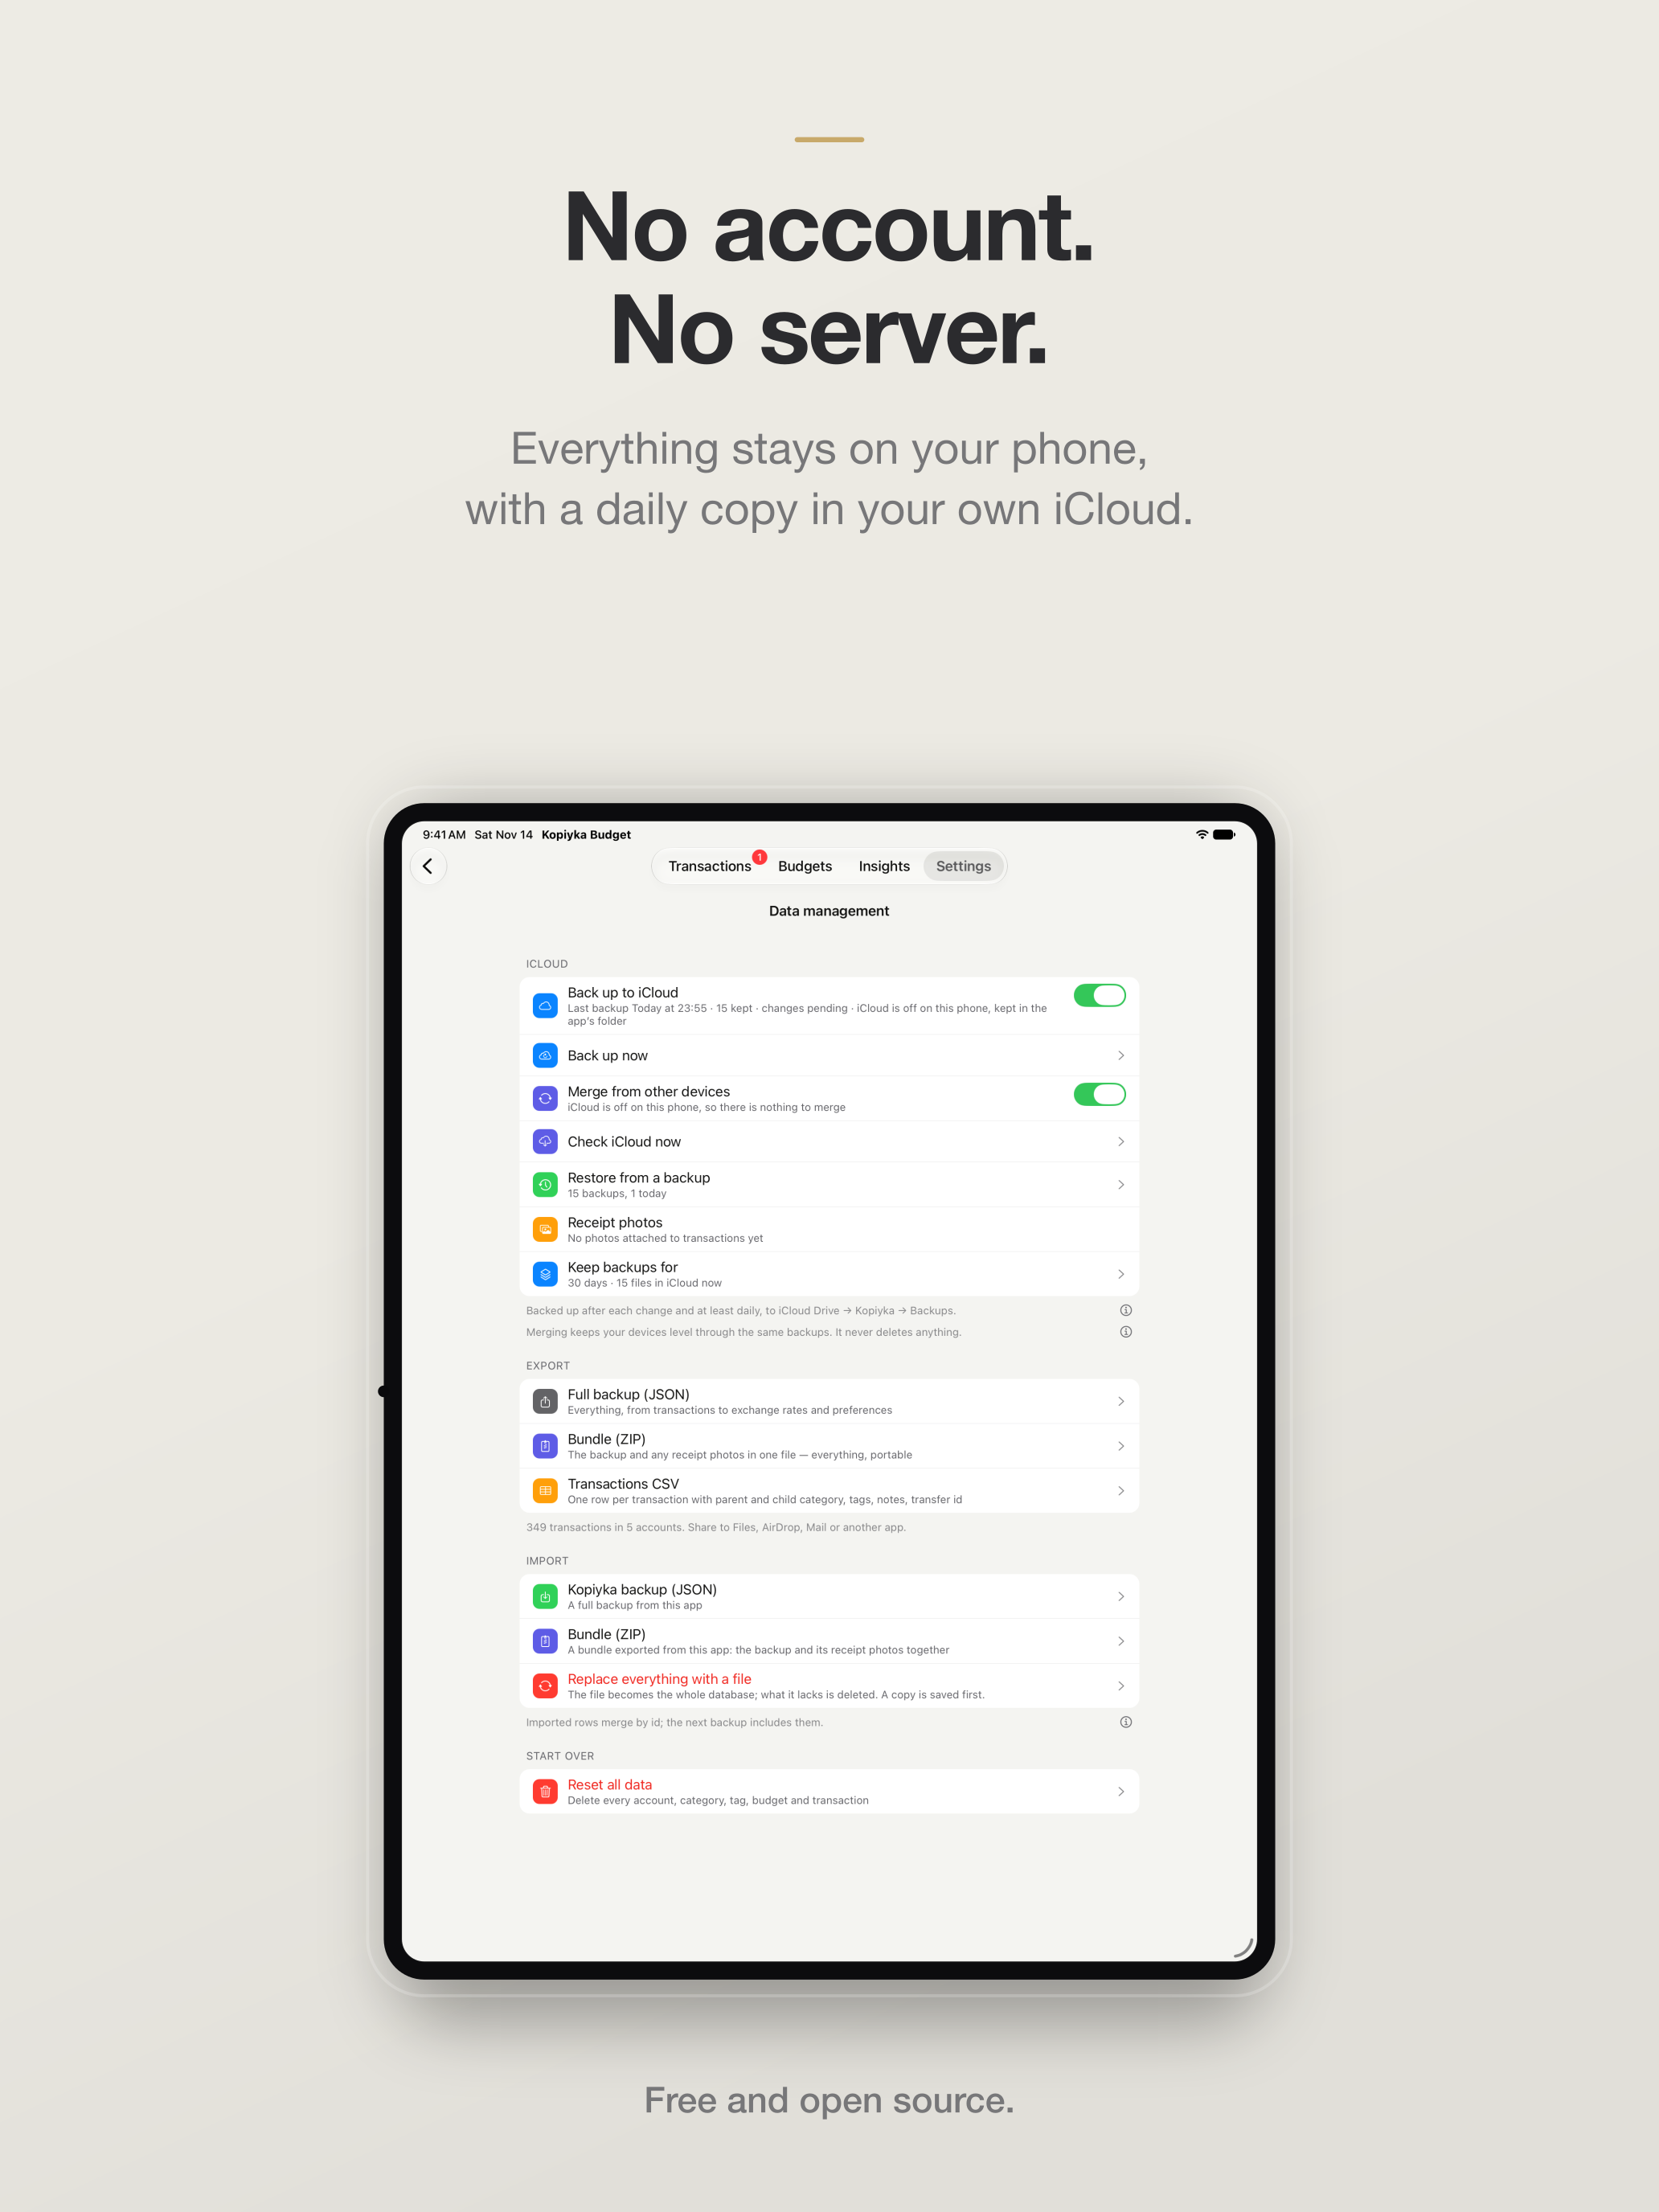 No account.
No server.
Everything stays on your phone,
with a daily copy in your own iCloud.
9:41 AM Sat Nov 14 Kopiyka Budget
Transactions 1 Budgets Insights Settings
Data management
ICLOUD
Back up to iCloud
Last backup Today at 23:55 · 15 kept · changes pending · iCloud is off on this phone, kept in the
app's folder
Back up now
Merge from other devices
iCloud is off on this phone, so there is nothing to merge
Check iCloud now
Restore from a backup
15 backups, 1 today
Receipt photos
No photos attached to transactions yet
Keep backups for
30 days · 15 files in iCloud now
Backed up after each change and at least daily, to iCloud Drive → Kopiyka → Backups.
Merging keeps your devices level through the same backups. It never deletes anything.
EXPORT
Full backup (JSON)
Everything, from transactions to exchange rates and preferences
Bundle (ZIP)
The backup and any receipt photos in one file — everything, portable
Transactions CSV
One row per transaction with parent and child category, tags, notes, transfer id
349 transactions in 5 accounts. Share to Files, AirDrop, Mail or another app.
IMPORT
Kopiyka backup (JSON)
A full backup from this app
Bundle (ZIP)
A bundle exported from this app: the backup and its receipt photos together
Replace everything with a file
The file becomes the whole database; what it lacks is deleted. A copy is saved first.
Imported rows merge by id; the next backup includes them.
START OVER
Reset all data
Delete every account, category, tag, budget and transaction
Free and open source.